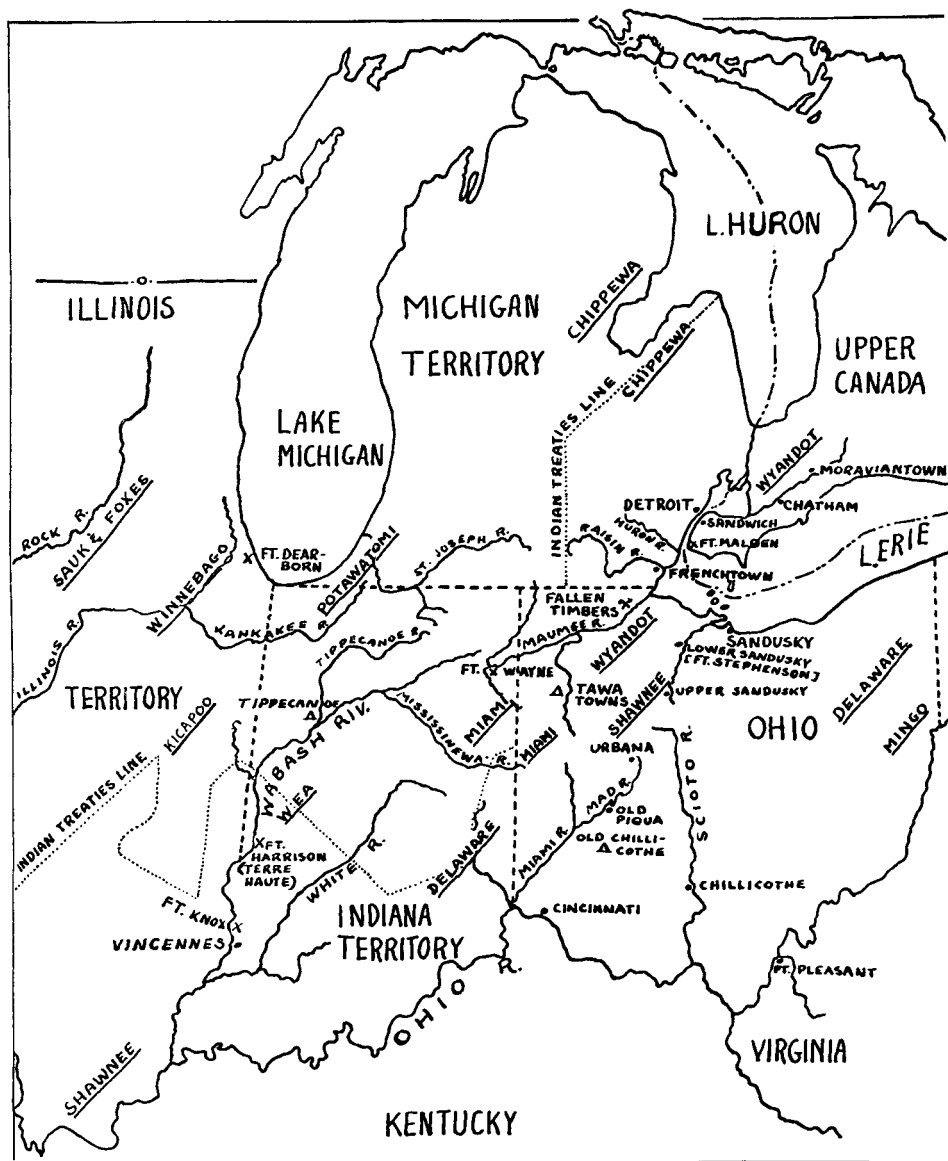 L. HURON
ILLINOIS
MICHIGAN
TERRITORY
CHIPPEWA
CHIPPEWA
UPPER
CANADA
LAKE
MICHIGAN
INDIAN TREATIES LINE
WYANDOT
MORAVIANTOWN
DETROIT
CHATHAM
SANDWICH
ROCK R.
SAUK & FOXES
HURON R.
RAISIN R.
FT. MALDEN
L. ERIE
WINNEBAGO
FT. DEAR-
BORN
POTAWATOMI
ST. JOSEPH R.
FRENCHTOWN
BOB
FALLEN
TIMBERS
KANKAKEE R.
TIPPECANOE R.
MAUMEE R.
WYANDOT
SANDUSKY
LOWER SANDUSKY
[FT. STEPHENSON]
ILLINOIS R.
FT. WAYNE
TERRITORY
KICAPOO
TIPPECANOE
MISSISSINEWA R.
MIAMI
MIAMI
TAWA
TOWNS
SHAWNEE
UPPER SANDUSKY
DELAWARE
OHIO
MINGO
WABASH RIV.
URBANA
INDIAN TREATIES LINE
WEA
MAD R.
OLD
PIQUA
SCIOTO R.
FT.
HARRISON
(TERRE
HAUTE)
WHITE R.
DELAWARE
MIAMI R.
OLD CHILLI-
COTHE
CHILLICOTHE
FT. KNOX
VINCENNES
INDIANA
TERRITORY
CINCINNATI
OHIO R.
PT. PLEASANT
SHAWNEE
VIRGINIA
KENTUCKY